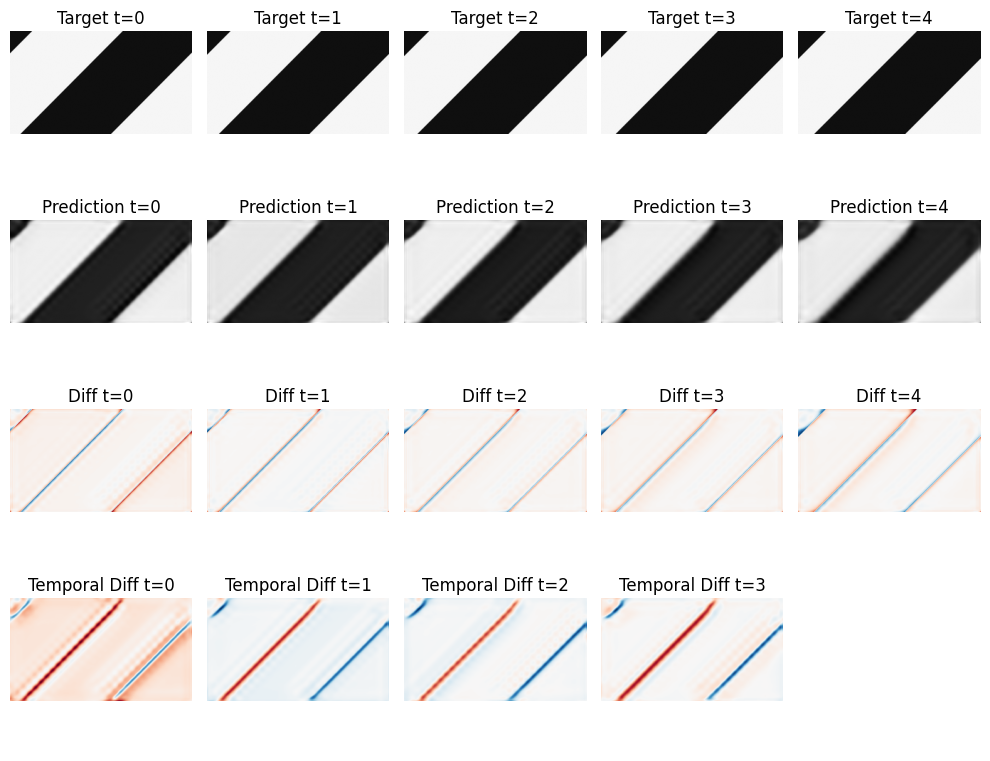 Target t=0 Target t=1 Target t=2 Target t=3 Target t=4
Prediction t=0 Prediction t=1 Prediction t=2 Prediction t=3 Prediction t=4
Diff t=0 Diff t=1 Diff t=2 Diff t=3 Diff t=4
Temporal Diff t=0 Temporal Diff t=1 Temporal Diff t=2 Temporal Diff t=3